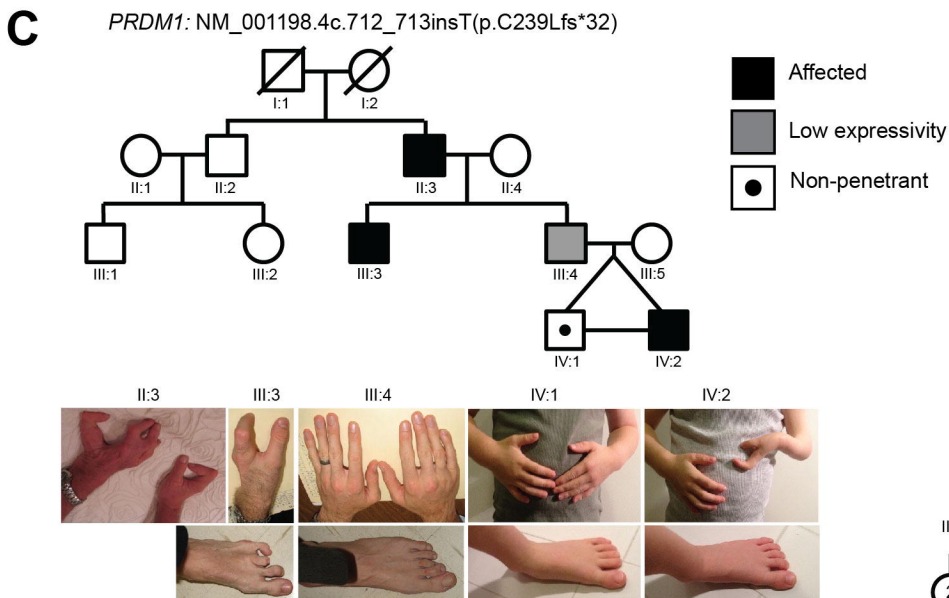 C
PRDM1: NM_001198.4c.712_713insT(p.C239Lfs*32)
I:1 I:2
Affected
Low expressivity
Non-penetrant
II:1 II:2 II:3 II:4
III:1 III:2 III:3 III:4 III:5
IV:1 IV:2
II:3 III:3 III:4 IV:1 IV:2